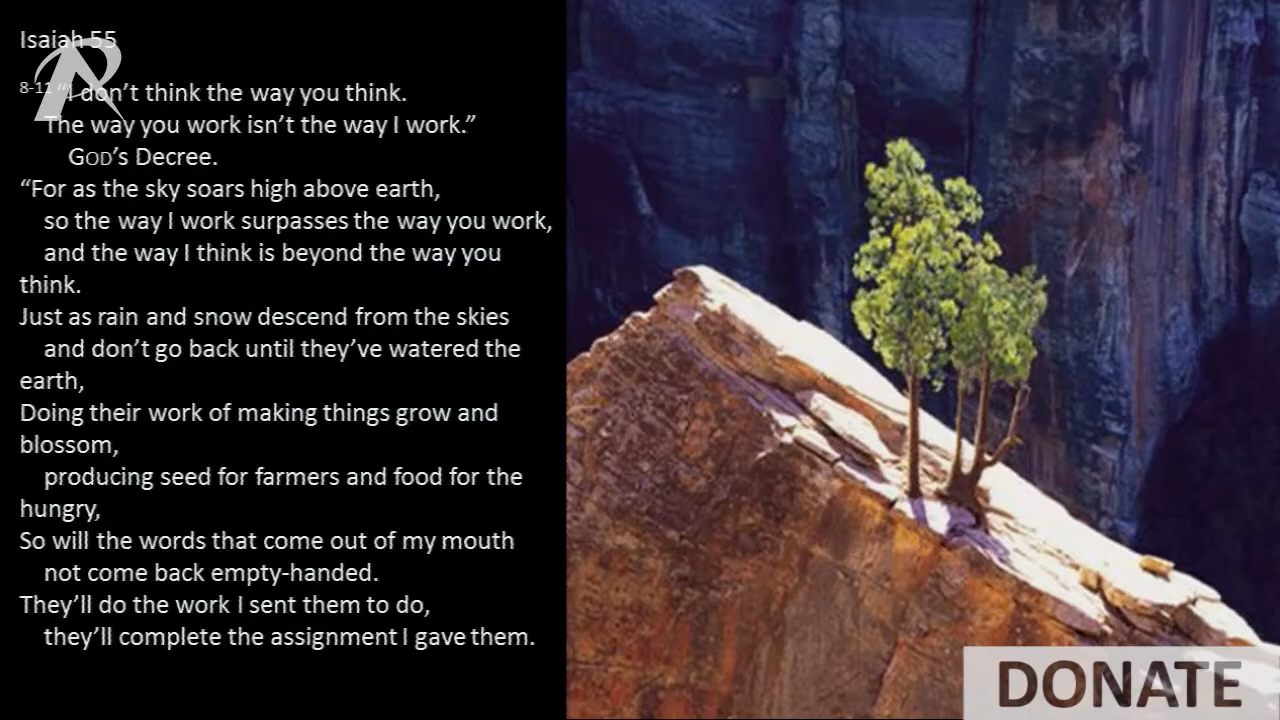 Isaiah 55
8-11 “I don’t think the way you think.
The way you work isn’t the way I work.”
GOD’s Decree.
“For as the sky soars high above earth,
so the way I work surpasses the way you work,
and the way I think is beyond the way you
think.
Just as rain and snow descend from the skies
and don’t go back until they’ve watered the
earth,
Doing their work of making things grow and
blossom,
producing seed for farmers and food for the
hungry,
So will the words that come out of my mouth
not come back empty-handed.
They’ll do the work I sent them to do,
they’ll complete the assignment I gave them.
DONATE